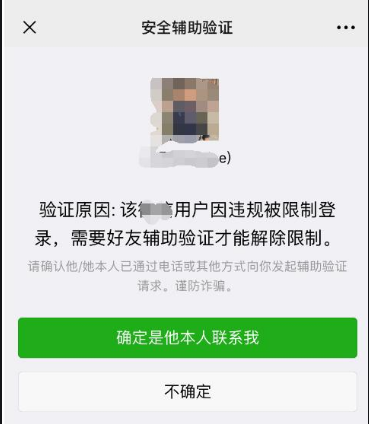 安全辅助验证
e)
验证原因: 该信用户因违规被限制登
录，需要好友辅助验证才能解除限制。
请确认他/她本人已通过电话或其他方式向你发起辅助验证
请求。谨防诈骗。
确定是他本人联系我
不确定